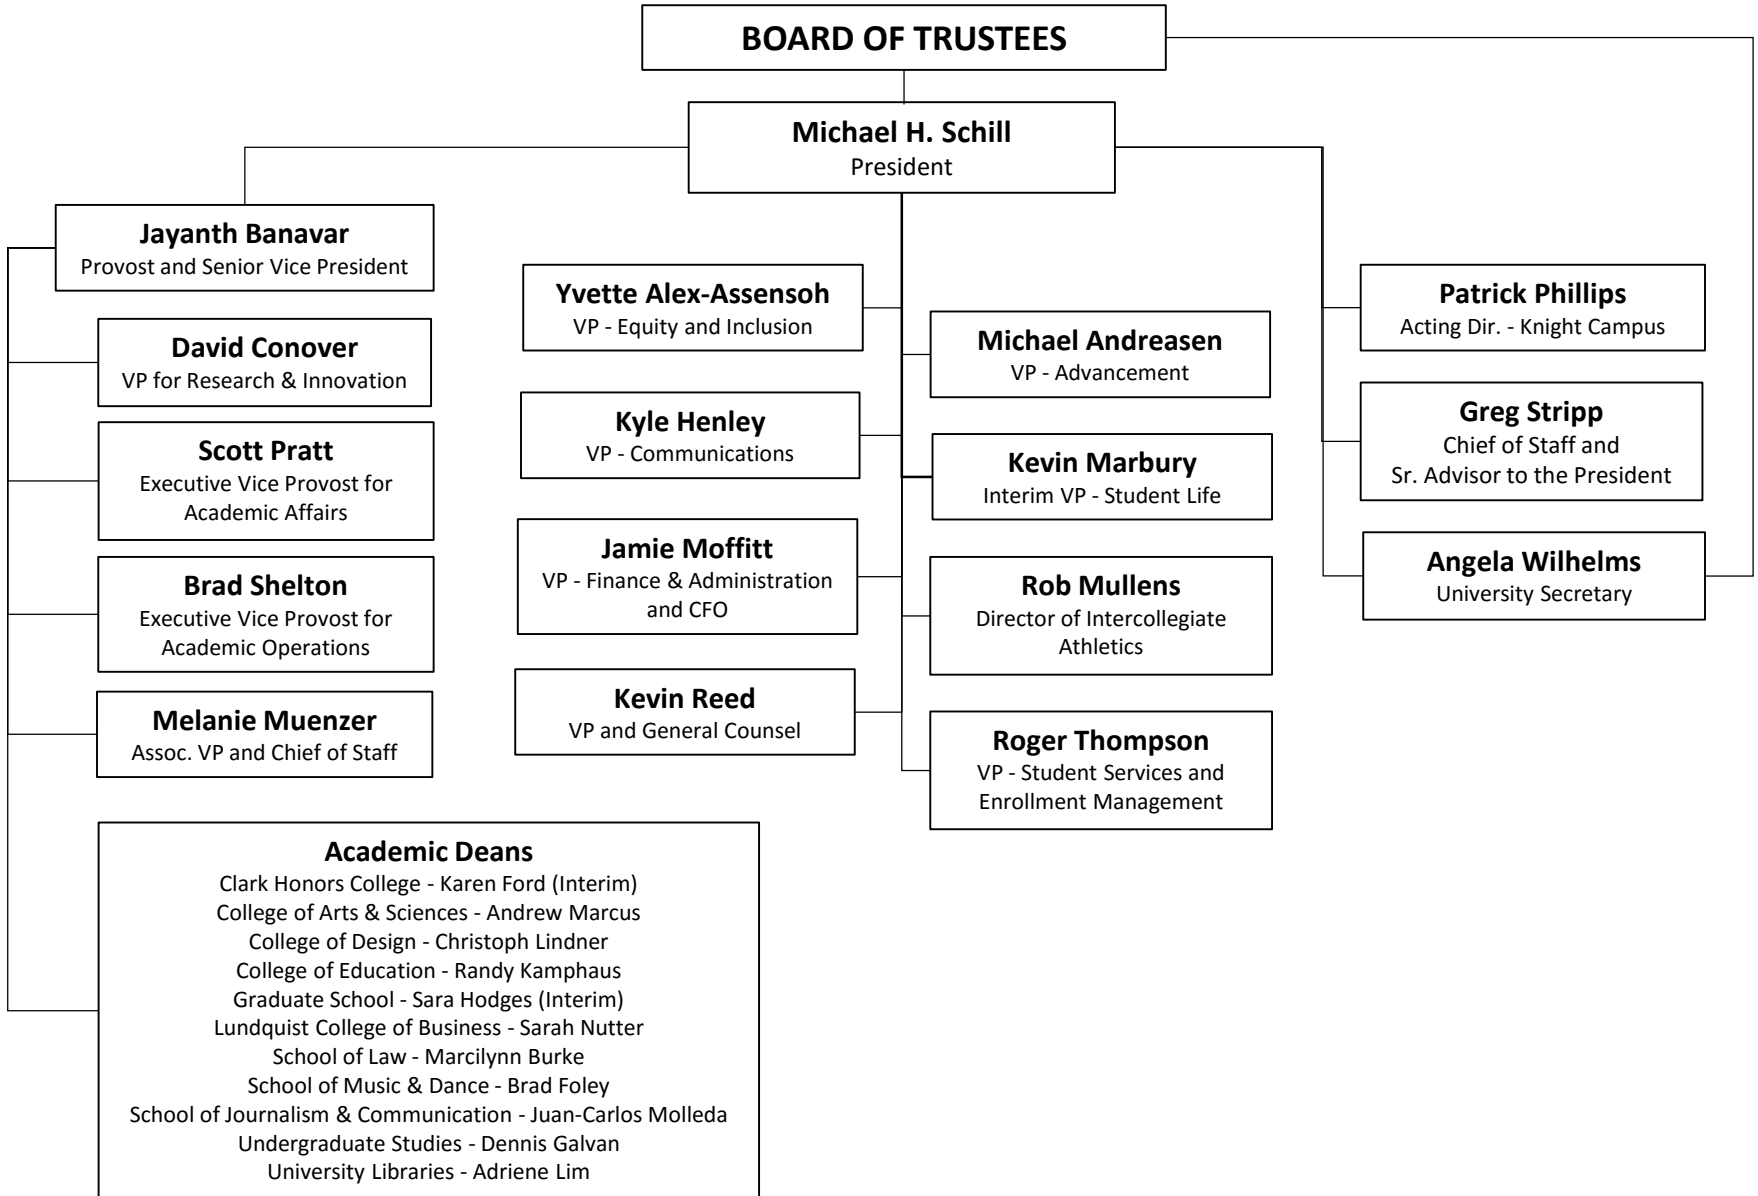 BOARD OF TRUSTEES
Michael H. Schill
President
Jayanth Banavar
Provost and Senior Vice President
David Conover
VP for Research & Innovation
Scott Pratt
Executive Vice Provost for
Academic Affairs
Brad Shelton
Executive Vice Provost for
Academic Operations
Melanie Muenzer
Assoc. VP and Chief of Staff
Academic Deans
Clark Honors College - Karen Ford (Interim)
College of Arts & Sciences - Andrew Marcus
College of Design - Christoph Lindner
College of Education - Randy Kamphaus
Graduate School - Sara Hodges (Interim)
Lundquist College of Business - Sarah Nutter
School of Law - Marcilynn Burke
School of Music & Dance - Brad Foley
School of Journalism & Communication - Juan-Carlos Molleda
Undergraduate Studies - Dennis Galvan
University Libraries - Adriene Lim
Yvette Alex-Assensoh
VP - Equity and Inclusion
Kyle Henley
VP - Communications
Jamie Moffitt
VP - Finance & Administration
and CFO
Kevin Reed
VP and General Counsel
Michael Andreasen
VP - Advancement
Kevin Marbury
Interim VP - Student Life
Rob Mullens
Director of Intercollegiate
Athletics
Roger Thompson
VP - Student Services and
Enrollment Management
Patrick Phillips
Acting Dir. - Knight Campus
Greg Stripp
Chief of Staff and
Sr. Advisor to the President
Angela Wilhelms
University Secretary